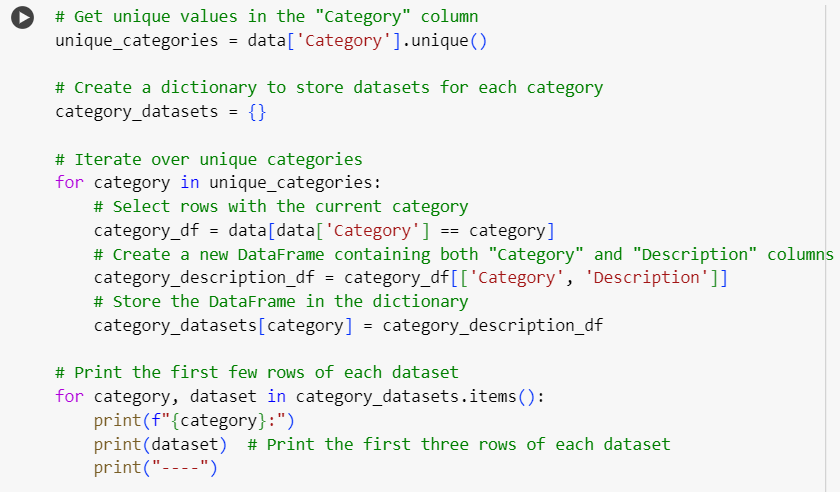 # Get unique values in the "Category" column
unique_categories = data['Category'].unique()
# Create a dictionary to store datasets for each category
category_datasets = {}
# Iterate over unique categories
for category in unique_categories:
    # Select rows with the current category
    category_df = data[data['Category'] == category]
    # Create a new DataFrame containing both "Category" and "Description" columns
    category_description_df = category_df[['Category', 'Description']]
    # Store the DataFrame in the dictionary
    category_datasets[category] = category_description_df
# Print the first few rows of each dataset
for category, dataset in category_datasets.items():
    print(f"{category}:")
    print(dataset)  # Print the first three rows of each dataset
    print("----")